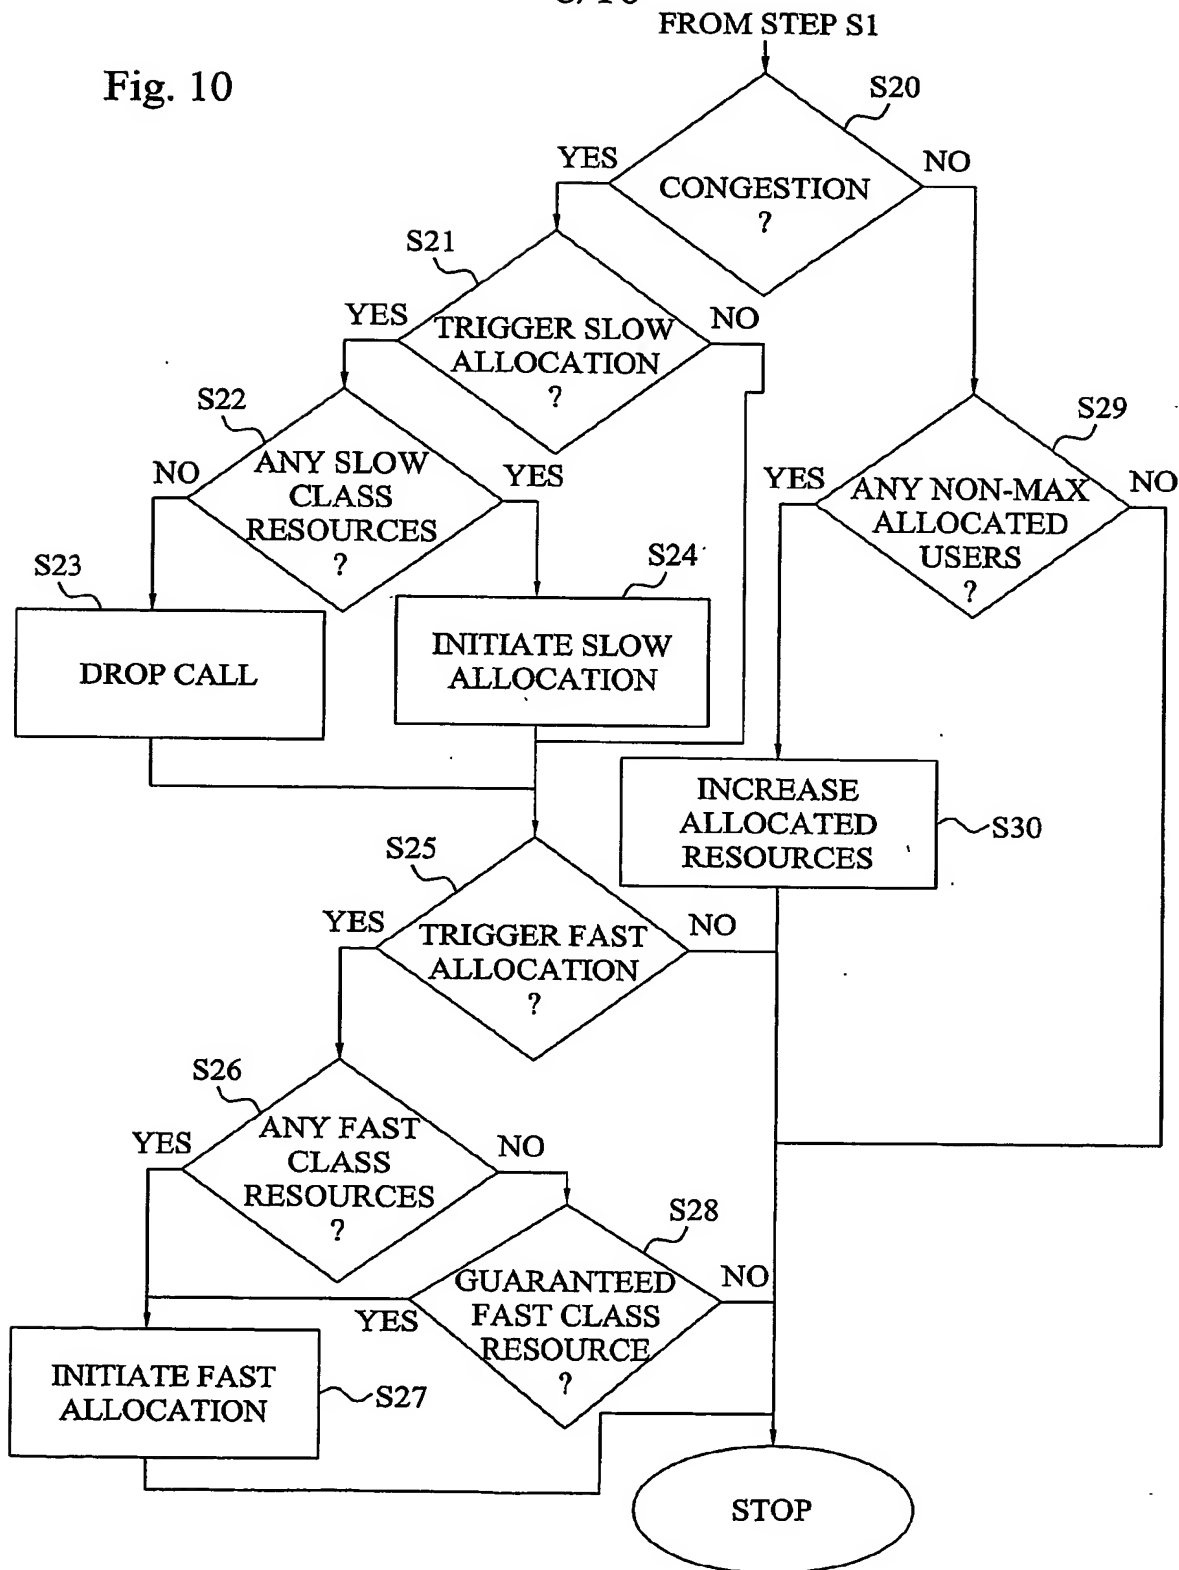 FROM STEP S1
Fig. 10
S20
YES
NO
CONGESTION
?
S21
YES
NO
TRIGGER SLOW
ALLOCATION
?
S22
NO
YES
ANY SLOW
CLASS
RESOURCES
?
S29
YES
NO
ANY NON-MAX
ALLOCATED
USERS
?
S23
DROP CALL
S24
INITIATE SLOW
ALLOCATION
INCREASE
ALLOCATED
RESOURCES
S30
S25
YES
NO
TRIGGER FAST
ALLOCATION
?
S26
YES
NO
ANY FAST
CLASS
RESOURCES
?
S28
YES
NO
GUARANTEED
FAST CLASS
RESOURCE
?
INITIATE FAST
ALLOCATION
S27
STOP